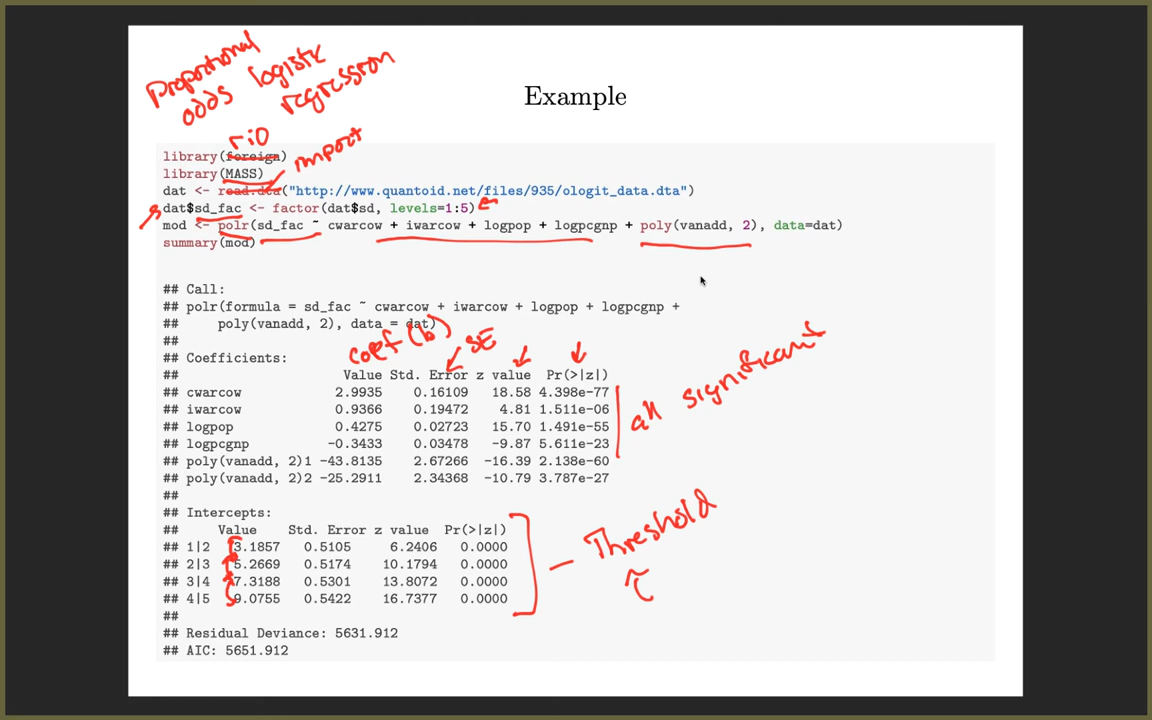 Proportional
odds logistic
regression
Example
rio
library(foreign)
import
library(MASS)
dat <- read.dta("http://www.quantoid.net/files/935/ologit_data.dta")
dat$sd_fac <- factor(dat$sd, levels=1:5)
mod <- polr(sd_fac ~ cwarcow + iwarcow + logpop + logpcgnp + poly(vanadd, 2), data=dat)
summary(mod)
## Call:
## polr(formula = sd_fac ~ cwarcow + iwarcow + logpop + logpcgnp +
##     poly(vanadd, 2), data = dat)
##
coef(b) SE
## Coefficients:
##                    Value Std. Error z value  Pr(>|z|)
## cwarcow            2.9935    0.16109   18.58 4.398e-77
## iwarcow            0.9366    0.19472    4.81 1.511e-06
## logpop             0.4275    0.02723   15.70 1.491e-55
## logpcgnp          -0.3433    0.03478   -9.87 5.611e-23
## poly(vanadd, 2)1 -43.8135    2.67266  -16.39 2.138e-60
## poly(vanadd, 2)2 -25.2911    2.34368  -10.79 3.787e-27
all significant
##
## Intercepts:
##     Value    Std. Error z value  Pr(>|z|)
## 1|2   3.1857   0.5105     6.2406   0.0000
## 2|3   5.2669   0.5174    10.1794   0.0000
## 3|4   7.3188   0.5301    13.8072   0.0000
## 4|5   9.0755   0.5422    16.7377   0.0000
Threshold
τ
##
## Residual Deviance: 5631.912
## AIC: 5651.912